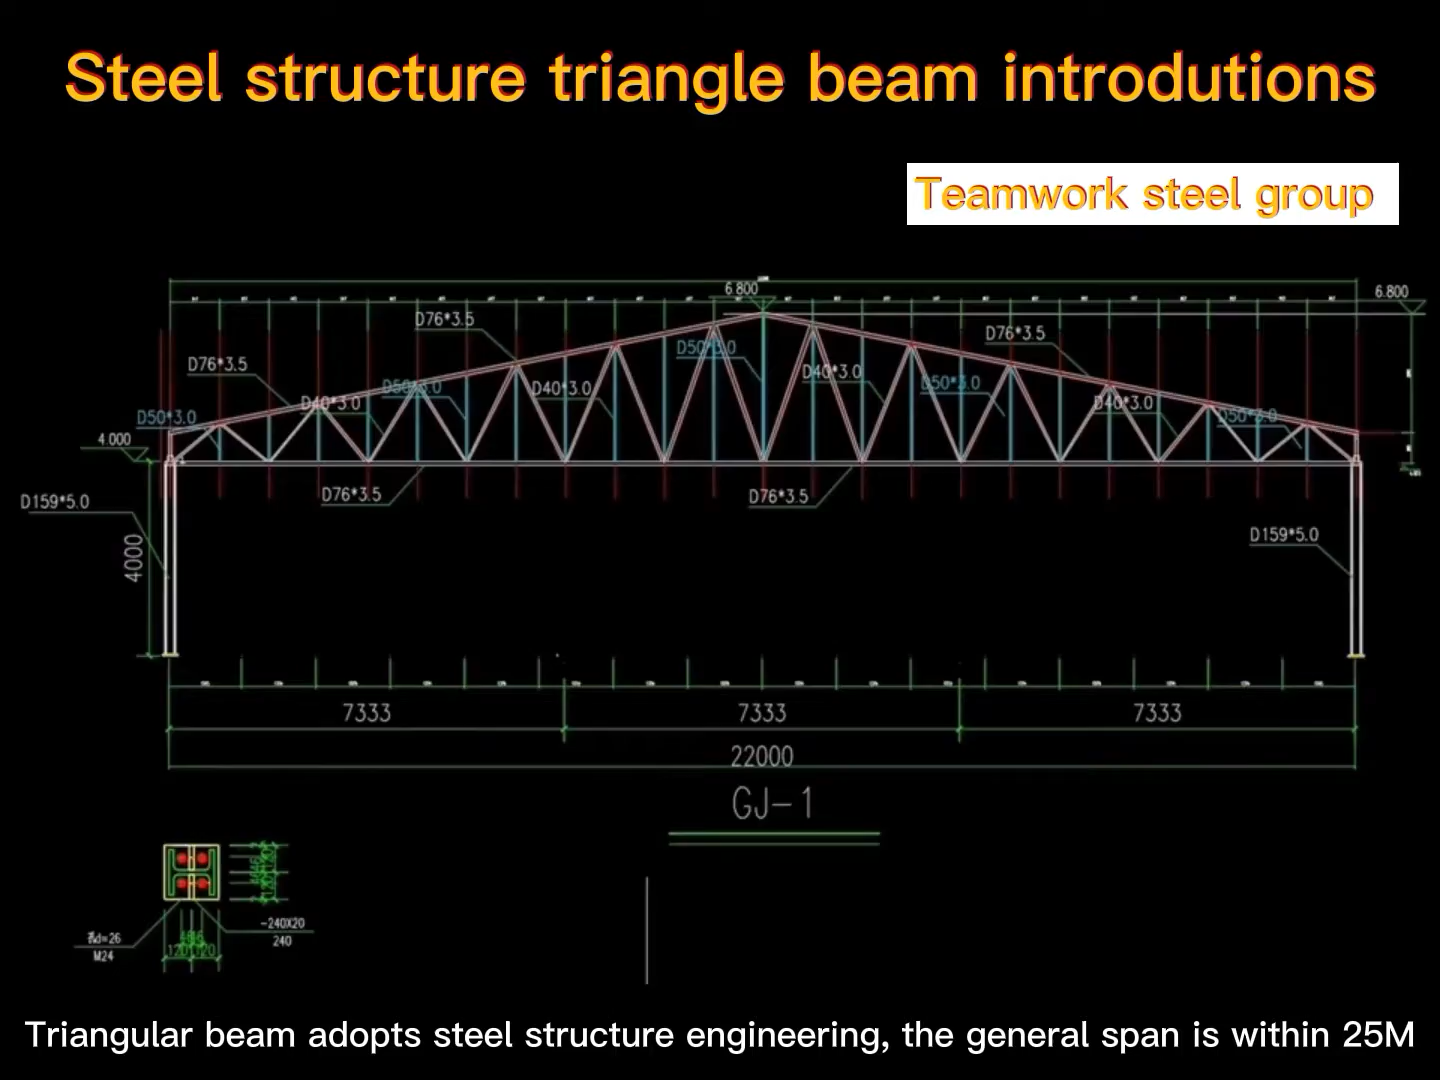 Steel structure triangle beam introdutions
Teamwork steel group
6.800
6.800
D76*3.5
D76*3.5
D50*3.0
D76*3.5
D50*3.0
D40*3.0
D40*3.0
D50*3.0
D40*3.0
D40*3.0
D50*3.0
D50*3.0
4.000
D76*3.5
D76*3.5
D159*5.0
D159*5.0
4000
7333
7333
7333
22000
GJ-1
-240X20
240
d=26
M24
120 120
Triangular beam adopts steel structure engineering, the general span is within 25M